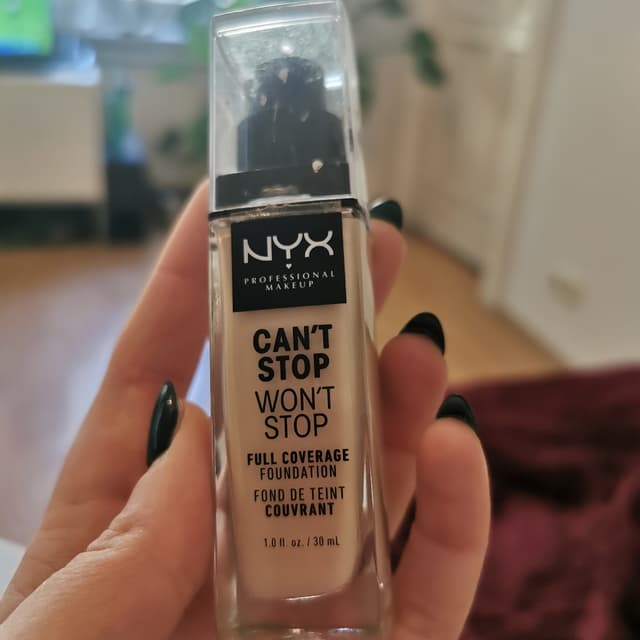 NYX
PROFESSIONAL
MAKEUP
CAN'T
STOP
WON'T
STOP
FULL COVERAGE
FOUNDATION
FOND DE TEINT
COUVRANT
1.0 fl. oz. / 30 mL